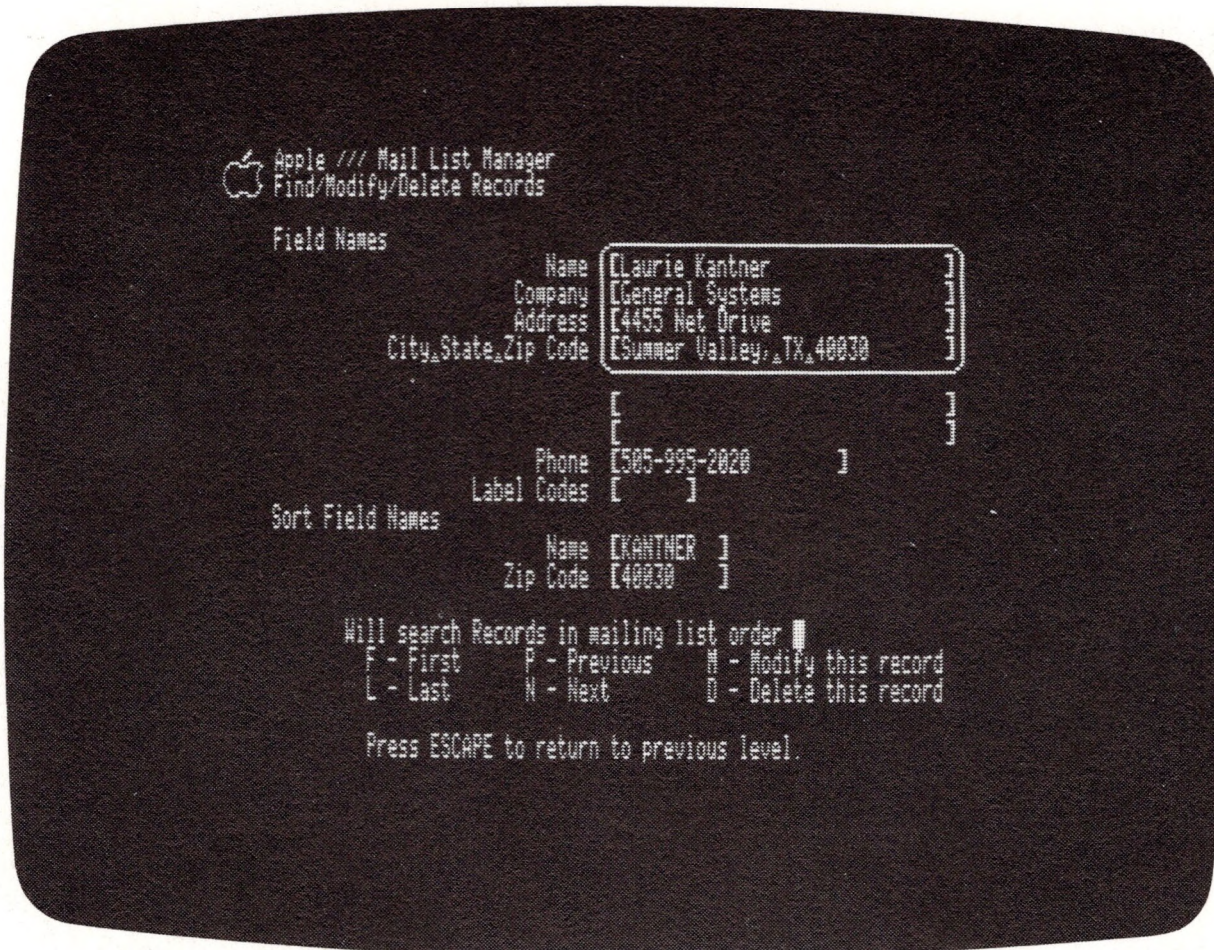 Apple /// Mail List Manager
Find/Modify/Delete Records
Field Names
Name [Laurie Kantner ]
Company [General Systems ]
Address [4455 Net Drive ]
City△State△Zip Code [Summer Valley,△TX△40030 ]
[ ]
[ ]
Phone [505-995-2020 ]
Label Codes [ ]
Sort Field Names
Name [KANTNER ]
Zip Code [40030 ]
Will search Records in mailing list order
F - First P - Previous M - Modify this record
L - Last N - Next D - Delete this record
Press ESCAPE to return to previous level.